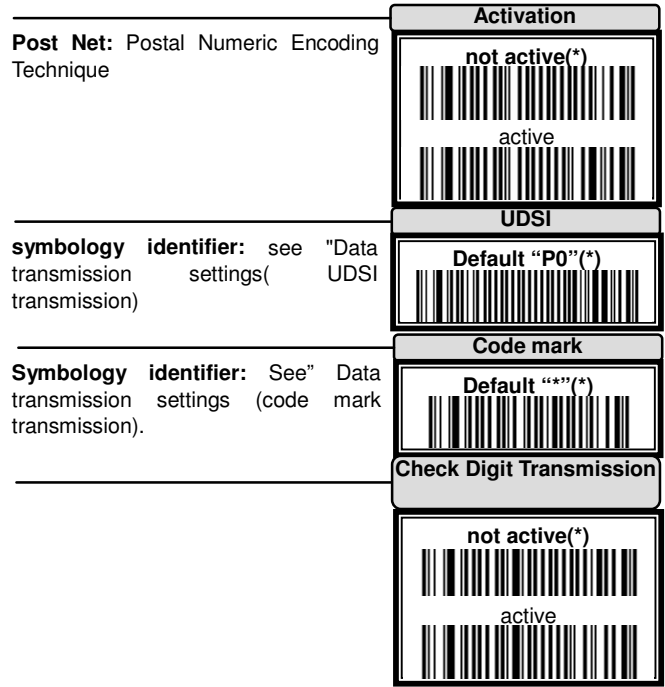 Activation
Post Net: Postal Numeric Encoding
Technique
not active(*)
active
UDSI
symbology identifier: see "Data
transmission settings( UDSI
transmission)
Default “P0”(*)
Code mark
Symbology identifier: See” Data
transmission settings (code mark
transmission).
Default “*”(*)
Check Digit Transmission
not active(*)
active